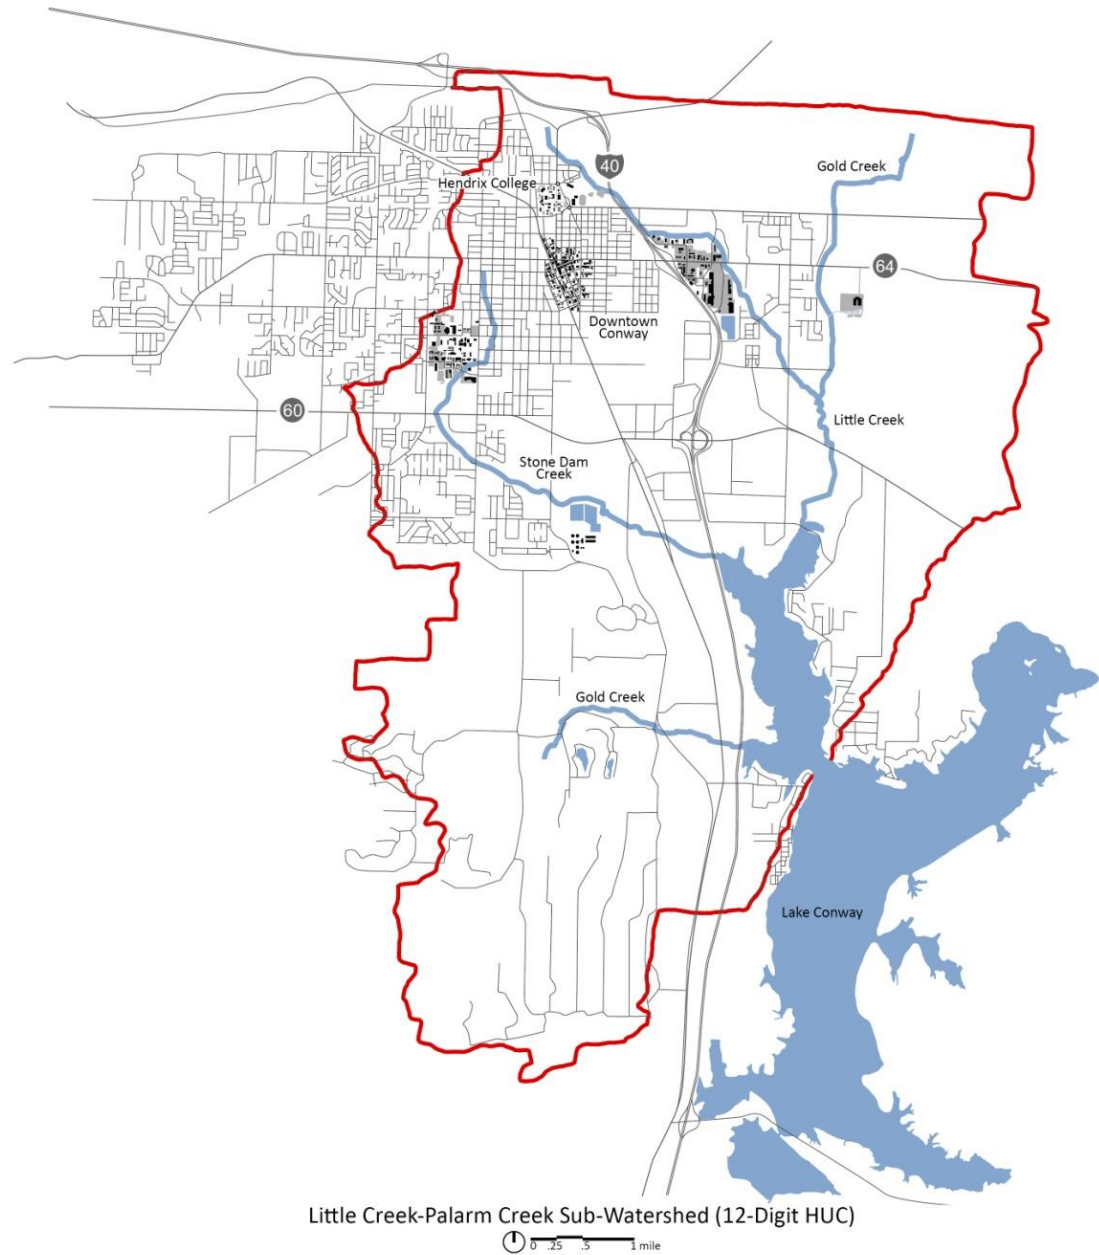 40
Gold Creek
Hendrix College
64
Downtown
Conway
60
Little Creek
Stone Dam
Creek
Gold Creek
Lake Conway
Little Creek-Palarm Creek Sub-Watershed (12-Digit HUC)
0 .25 .5 1 mile